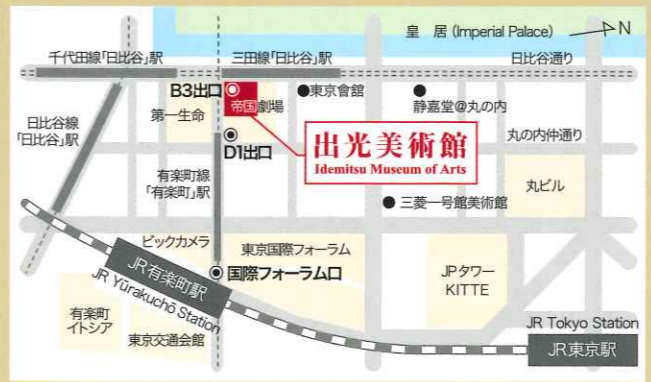 皇 居 (Imperial Palace)
N
千代田線「日比谷」駅
三田線「日比谷」駅
日比谷通り
B3出口
帝国劇場
東京會館
静嘉堂@丸の内
日比谷線
「日比谷」駅
第一生命
D1出口
出光美術館
Idemitsu Museum of Arts
丸の内仲通り
有楽町線
「有楽町」駅
丸ビル
三菱一号館美術館
ビックカメラ
東京国際フォーラム
JPタワー
KITTE
国際フォーラム口
JR有楽町駅
JR Yūrakuchō Station
有楽町
イトシア
東京交通会館
JR Tokyo Station
JR東京駅